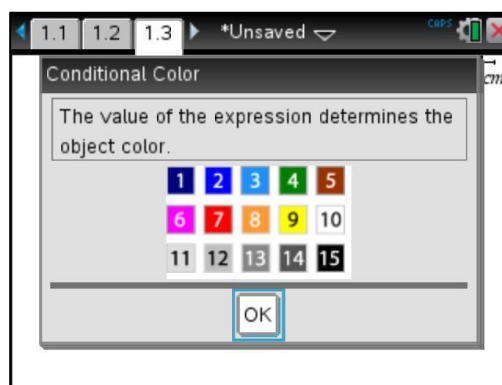 1.1 1.2 1.3 *Unsaved CAPS
cm
Conditional Color
The value of the expression determines the
object color.
1 2 3 4 5
6 7 8 9 10
11 12 13 14 15
OK